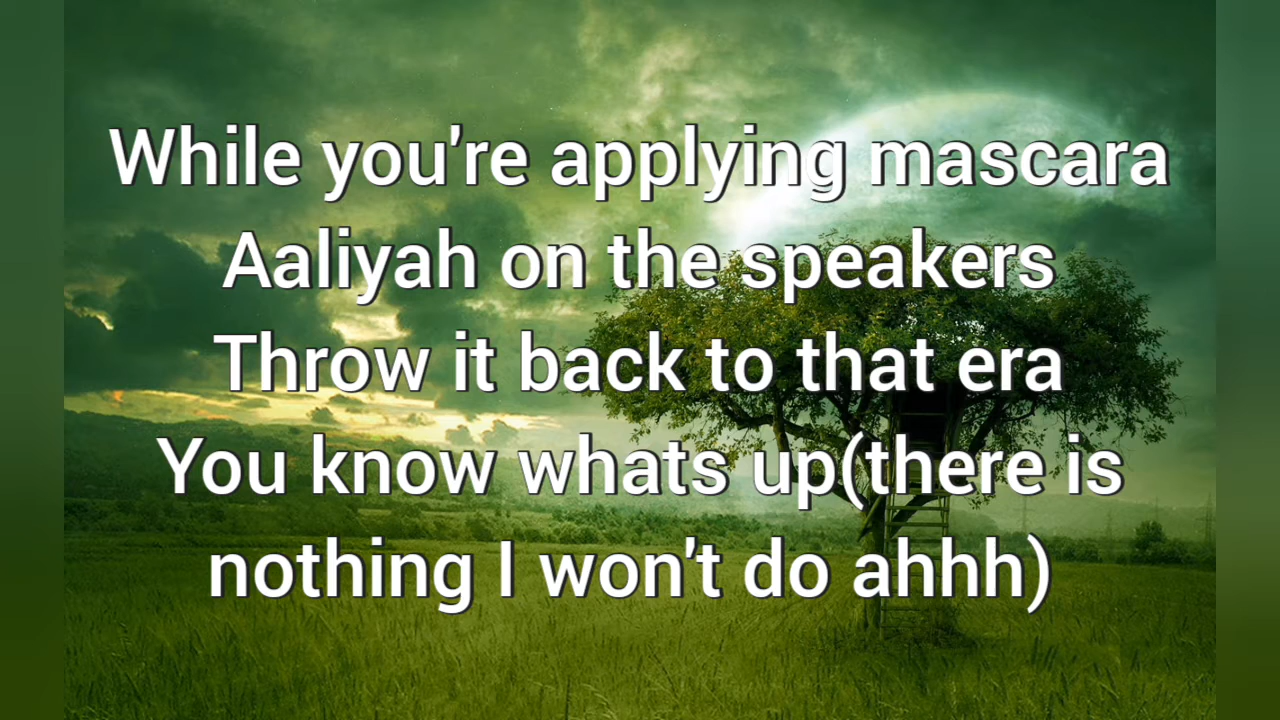 While you're applying mascara
Aaliyah on the speakers
Throw it back to that era
You know whats up(there is
nothing I won't do ahhh)